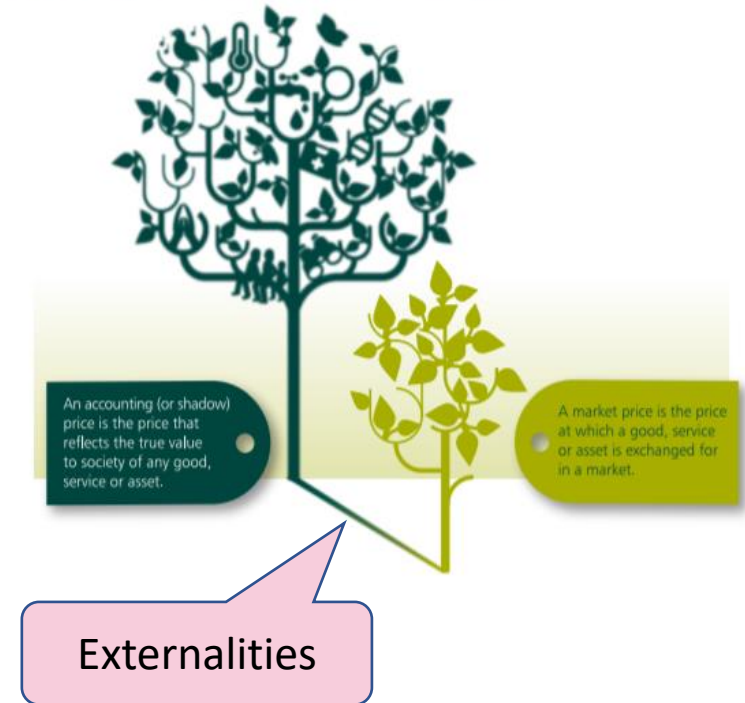 An accounting (or shadow)
price is the price that
reflects the true value
to society of any good,
service or asset.
A market price is the price
at which a good, service
or asset is exchanged for
in a market.
Externalities